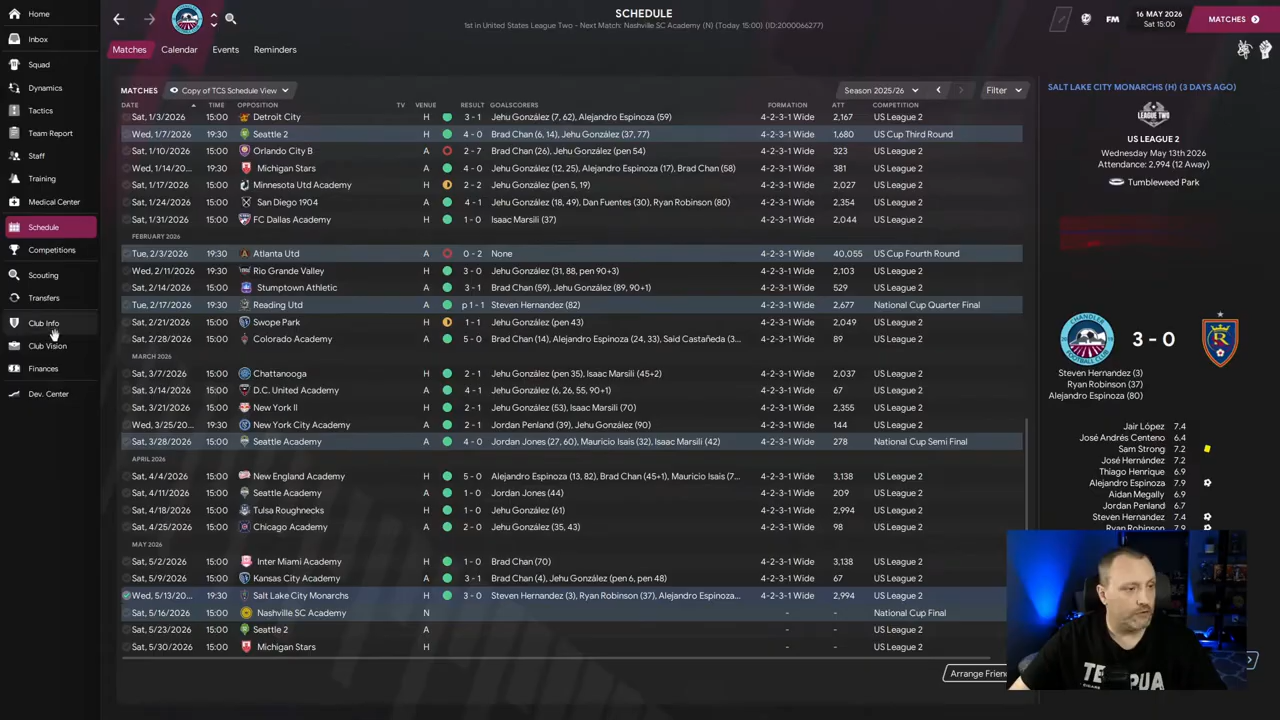 Home
SCHEDULE
1st in United States League Two - Next Match: Nashville SC Academy (N) (Today 15:00) (ID:2000066277)
FM
16 MAY 2026
Sat 15:00
MATCHES
Inbox
Squad
Dynamics
Tactics
Team Report
Staff
Training
Medical Center
Schedule
Competitions
Scouting
Transfers
Club Info
Club Vision
Finances
Dev. Center
Matches Calendar Events Reminders
MATCHES Copy of TCS Schedule View Season 2025/26 Filter
DATE TIME OPPOSITION TV VENUE RESULT GOALSCORERS FORMATION ATT COMPETITION
Sat, 1/3/2026 15:00 Detroit City H 3 - 1 Jehu González (7, 62), Alejandro Espinoza (59) 4-2-3-1 Wide 2,167 US League 2
Wed, 1/7/2026 19:30 Seattle 2 H 4 - 0 Brad Chan (6, 14), Jehu González (37, 77) 4-2-3-1 Wide 1,680 US Cup Third Round
Sat, 1/10/2026 15:00 Orlando City B A 2 - 7 Brad Chan (26), Jehu González (pen 54) 4-2-3-1 Wide 323 US League 2
Wed, 1/14/20... 19:30 Michigan Stars A 4 - 0 Jehu González (12, 25), Alejandro Espinoza (17), Brad Chan (58) 4-2-3-1 Wide 381 US League 2
Sat, 1/17/2026 15:00 Minnesota Utd Academy H 2 - 2 Jehu González (pen 5, 19) 4-2-3-1 Wide 2,027 US League 2
Sat, 1/24/2026 15:00 San Diego 1904 H 4 - 1 Jehu González (18, 49), Dan Fuentes (30), Ryan Robinson (80) 4-2-3-1 Wide 2,354 US League 2
Sat, 1/31/2026 15:00 FC Dallas Academy H 1 - 0 Isaac Marsili (37) 4-2-3-1 Wide 2,044 US League 2
FEBRUARY 2026
Tue, 2/3/2026 19:30 Atlanta Utd A 0 - 2 None 4-2-3-1 Wide 40,055 US Cup Fourth Round
Wed, 2/11/2026 19:30 Rio Grande Valley H 3 - 0 Jehu González (31, 88, pen 90+3) 4-2-3-1 Wide 2,103 US League 2
Sat, 2/14/2026 15:00 Stumptown Athletic A 3 - 1 Brad Chan (59), Jehu González (89, 90+1) 4-2-3-1 Wide 529 US League 2
Tue, 2/17/2026 19:30 Reading Utd A p 1 - 1 Steven Hernandez (82) 4-2-3-1 Wide 2,677 National Cup Quarter Final
Sat, 2/21/2026 15:00 Swope Park H 1 - 1 Jehu González (pen 43) 4-2-3-1 Wide 2,049 US League 2
Sat, 2/28/2026 15:00 Colorado Academy A 5 - 0 Brad Chan (14), Alejandro Espinoza (24, 33), Said Castañeda (3... 4-2-3-1 Wide 89 US League 2
MARCH 2026
Sat, 3/7/2026 15:00 Chattanooga H 2 - 1 Jehu González (pen 35), Isaac Marsili (45+2) 4-2-3-1 Wide 2,037 US League 2
Sat, 3/14/2026 15:00 D.C. United Academy A 4 - 1 Jehu González (6, 26, 55, 90+1) 4-2-3-1 Wide 67 US League 2
Sat, 3/21/2026 15:00 New York II H 2 - 1 Jehu González (53), Isaac Marsili (70) 4-2-3-1 Wide 2,355 US League 2
Wed, 3/25/20... 19:30 New York City Academy A 2 - 1 Jordan Penland (39), Jehu González (90) 4-2-3-1 Wide 144 US League 2
Sat, 3/28/2026 15:00 Seattle Academy A 4 - 0 Jordan Jones (27, 60), Mauricio Isais (32), Isaac Marsili (42) 4-2-3-1 Wide 278 National Cup Semi Final
APRIL 2026
Sat, 4/4/2026 15:00 New England Academy H 5 - 0 Alejandro Espinoza (13, 82), Brad Chan (45+1), Mauricio Isais (7... 4-2-3-1 Wide 3,138 US League 2
Sat, 4/11/2026 15:00 Seattle Academy A 1 - 0 Jordan Jones (44) 4-2-3-1 Wide 209 US League 2
Sat, 4/18/2026 15:00 Tulsa Roughnecks H 1 - 0 Jehu González (61) 4-2-3-1 Wide 2,994 US League 2
Sat, 4/25/2026 15:00 Chicago Academy A 2 - 0 Jehu González (35, 43) 4-2-3-1 Wide 98 US League 2
MAY 2026
Sat, 5/2/2026 15:00 Inter Miami Academy H 1 - 0 Brad Chan (70) 4-2-3-1 Wide 3,138 US League 2
Sat, 5/9/2026 15:00 Kansas City Academy A 3 - 1 Brad Chan (4), Jehu González (pen 6, pen 48) 4-2-3-1 Wide 67 US League 2
Wed, 5/13/20... 19:30 Salt Lake City Monarchs H 3 - 0 Steven Hernandez (3), Ryan Robinson (37), Alejandro Espinoza... 4-2-3-1 Wide 2,994 US League 2
Sat, 5/16/2026 15:00 Nashville SC Academy N - - National Cup Final
Sat, 5/23/2026 15:00 Seattle 2 A - - US League 2
Sat, 5/30/2026 15:00 Michigan Stars H - - US League 2
Arrange Frien
SALT LAKE CITY MONARCHS (H) (3 DAYS AGO)
LEAGUE TWO
US LEAGUE 2
Wednesday May 13th 2026
Attendance: 2,994 (12 Away)
Tumbleweed Park
CHANDLER
FOOTBALL CLUB
3 - 0
Steven Hernandez (3)
Ryan Robinson (37)
Alejandro Espinoza (80)
Jair López 7.4
José Andrés Centeno 6.4
Sam Strong 7.2
José Hernández 7.2
Thiago Henrique 6.9
Alejandro Espinoza 7.9
Aidan Megally 6.9
Jordan Penland 6.7
Steven Hernandez 7.4
Ryan Robinson 7.9